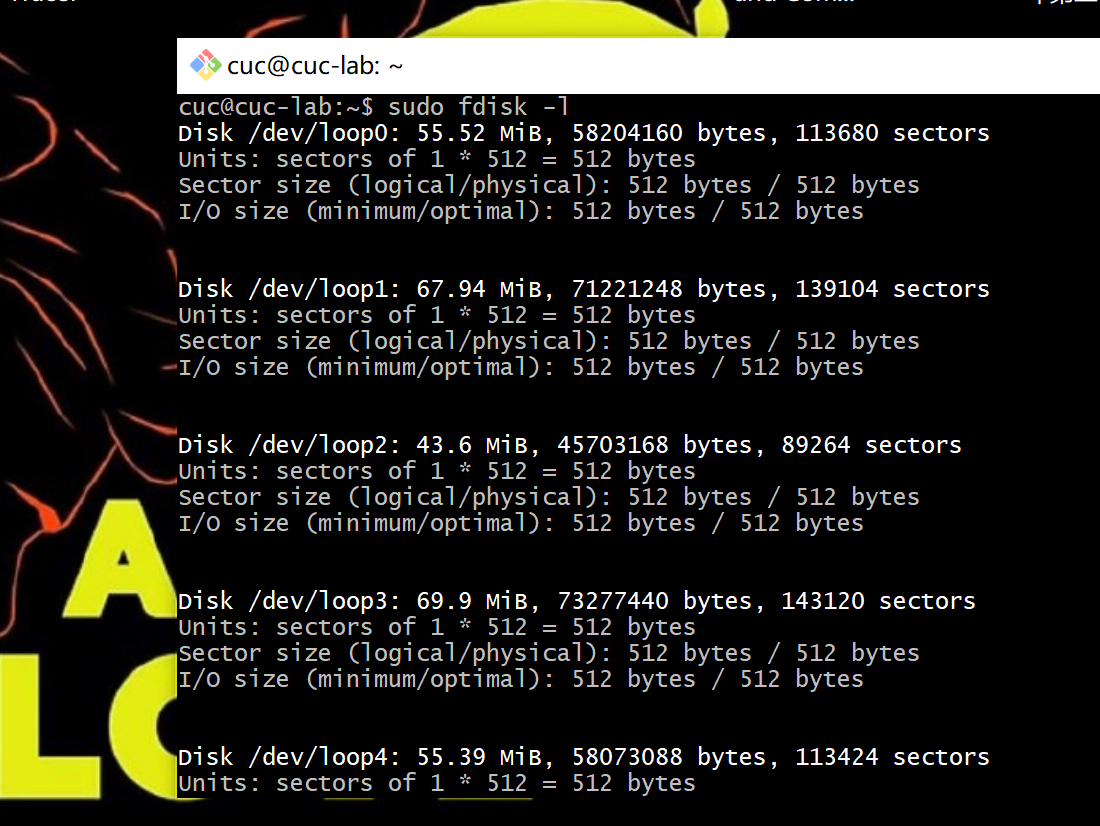 cuc@cuc-lab: ~
cuc@cuc-lab:~$ sudo fdisk -l
Disk /dev/loop0: 55.52 MiB, 58204160 bytes, 113680 sectors
Units: sectors of 1 * 512 = 512 bytes
Sector size (logical/physical): 512 bytes / 512 bytes
I/O size (minimum/optimal): 512 bytes / 512 bytes
Disk /dev/loop1: 67.94 MiB, 71221248 bytes, 139104 sectors
Units: sectors of 1 * 512 = 512 bytes
Sector size (logical/physical): 512 bytes / 512 bytes
I/O size (minimum/optimal): 512 bytes / 512 bytes
Disk /dev/loop2: 43.6 MiB, 45703168 bytes, 89264 sectors
Units: sectors of 1 * 512 = 512 bytes
Sector size (logical/physical): 512 bytes / 512 bytes
I/O size (minimum/optimal): 512 bytes / 512 bytes
Disk /dev/loop3: 69.9 MiB, 73277440 bytes, 143120 sectors
Units: sectors of 1 * 512 = 512 bytes
Sector size (logical/physical): 512 bytes / 512 bytes
I/O size (minimum/optimal): 512 bytes / 512 bytes
Disk /dev/loop4: 55.39 MiB, 58073088 bytes, 113424 sectors
Units: sectors of 1 * 512 = 512 bytes
A
LO